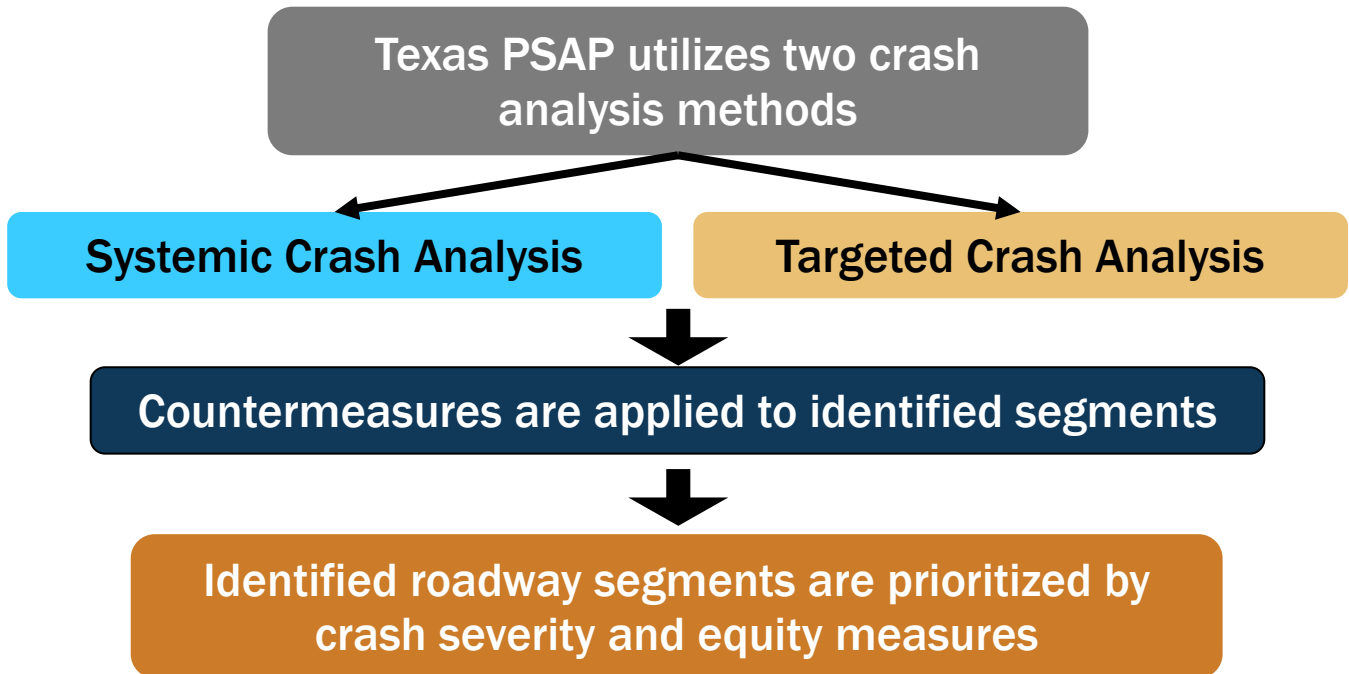 Texas PSAP utilizes two crash
analysis methods
Systemic Crash Analysis
Targeted Crash Analysis
Countermeasures are applied to identified segments
Identified roadway segments are prioritized by
crash severity and equity measures